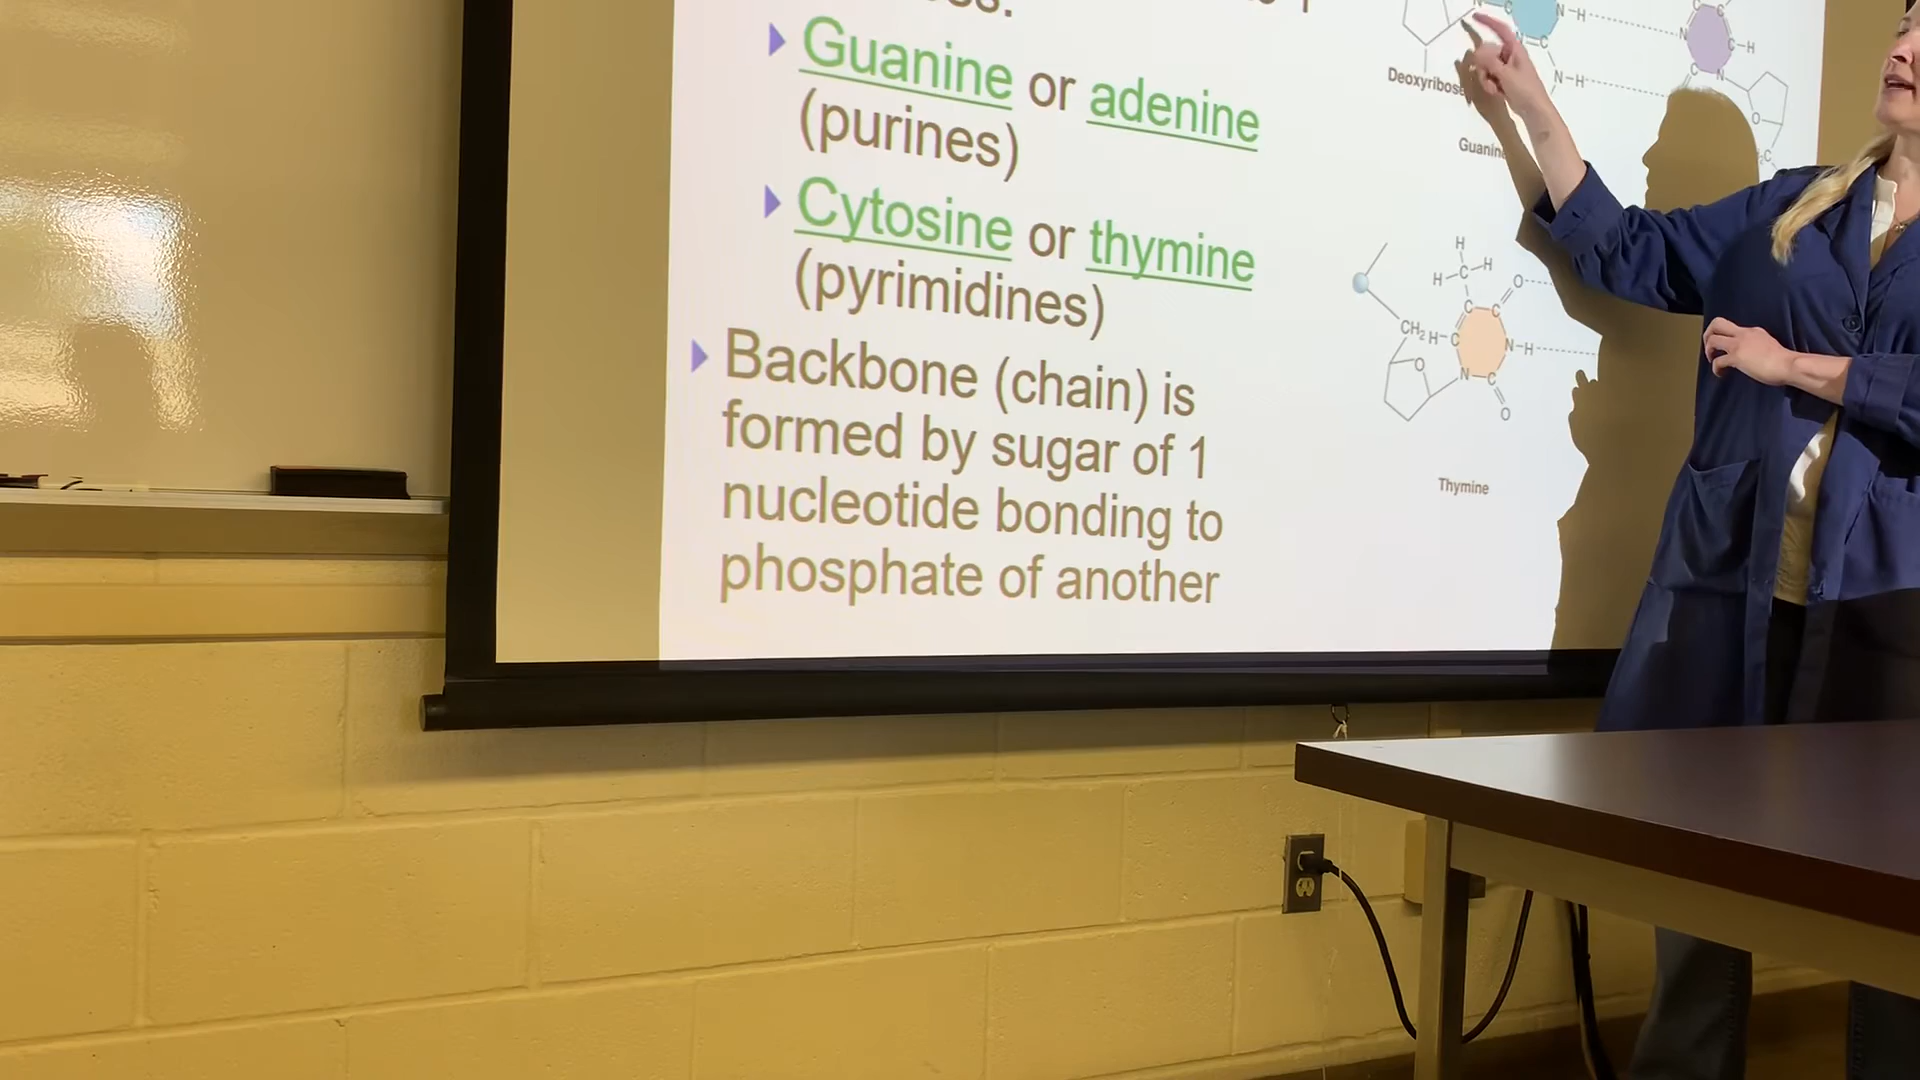 Guanine or adenine
(purines)
Cytosine or thymine
(pyrimidines)
Backbone (chain) is
formed by sugar of 1
nucleotide bonding to
phosphate of another
N-H
N-H
C-H
Deoxyribose
Guanine
O
H
H-C-H
O
CH₂ H-C
N-H
O
N
C
O
Thymine